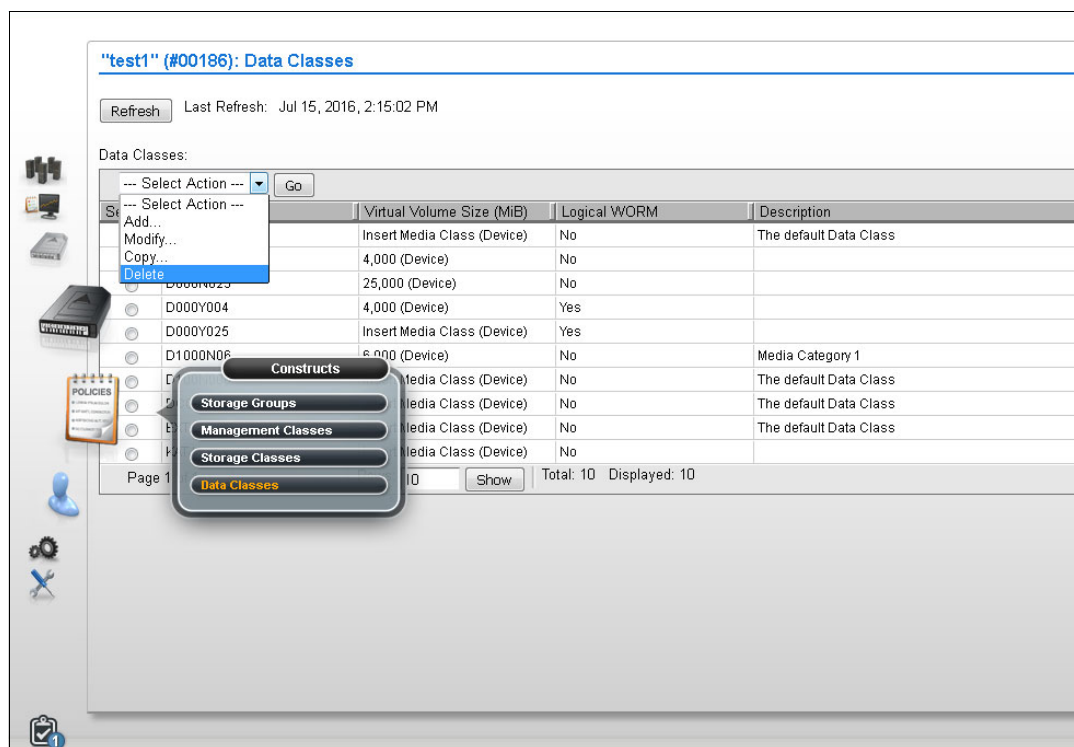 "test1" (#00186): Data Classes
Refresh Last Refresh: Jul 15, 2016, 2:15:02 PM
Data Classes:
--- Select Action --- Go
--- Select Action ---
Add...
Modify...
Copy...
Delete
Virtual Volume Size (MiB) Logical WORM Description
Insert Media Class (Device) No The default Data Class
4,000 (Device) No
25,000 (Device) No
D000Y004 4,000 (Device) Yes
D000Y025 Insert Media Class (Device) Yes
D1000N06 6,000 (Device) No Media Category 1
Media Class (Device) No The default Data Class
Media Class (Device) No The default Data Class
Media Class (Device) No The default Data Class
Media Class (Device) No
Page 1 10 Show Total: 10 Displayed: 10
Constructs
Storage Groups
Management Classes
Storage Classes
Data Classes
POLICIES
1